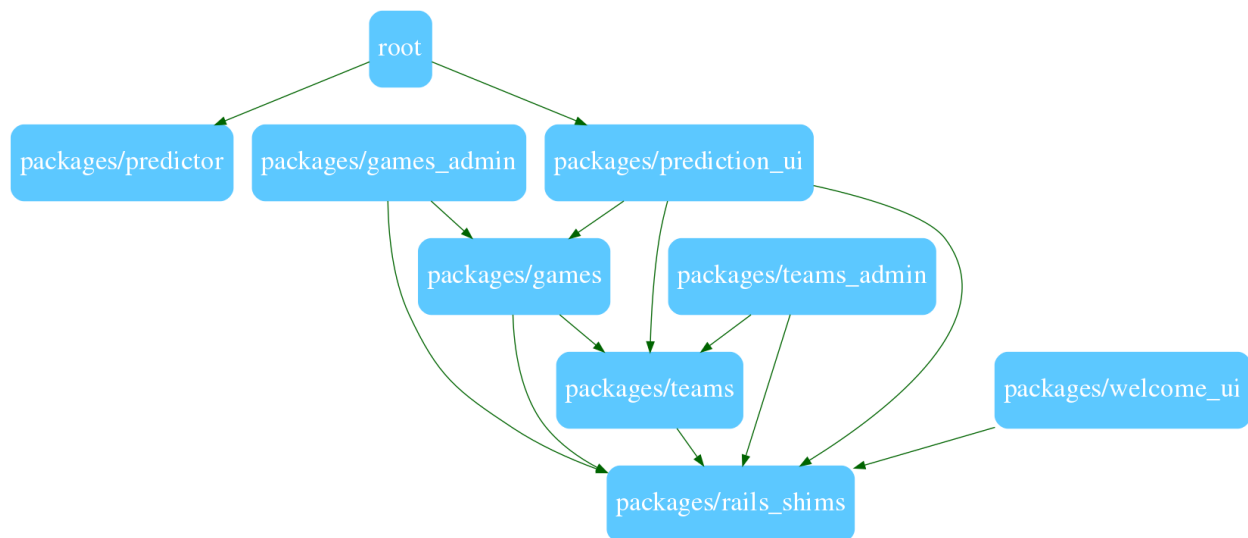 root
packages/predictor
packages/games_admin
packages/prediction_ui
packages/games
packages/teams_admin
packages/teams
packages/welcome_ui
packages/rails_shims